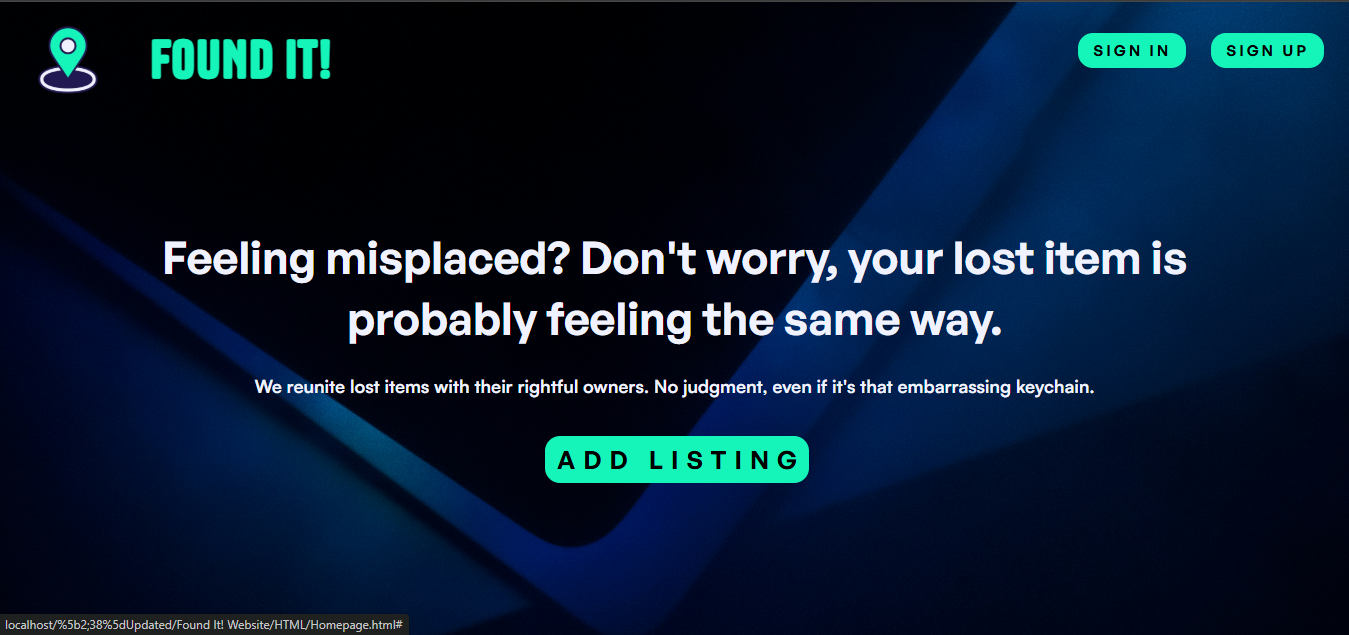 FOUND IT!
SIGN IN
SIGN UP
Feeling misplaced? Don't worry, your lost item is
probably feeling the same way.
We reunite lost items with their rightful owners. No judgment, even if it's that embarrassing keychain.
ADD LISTING
localhost/%5b2;38%5dUpdated/Found It! Website/HTML/Homepage.html#